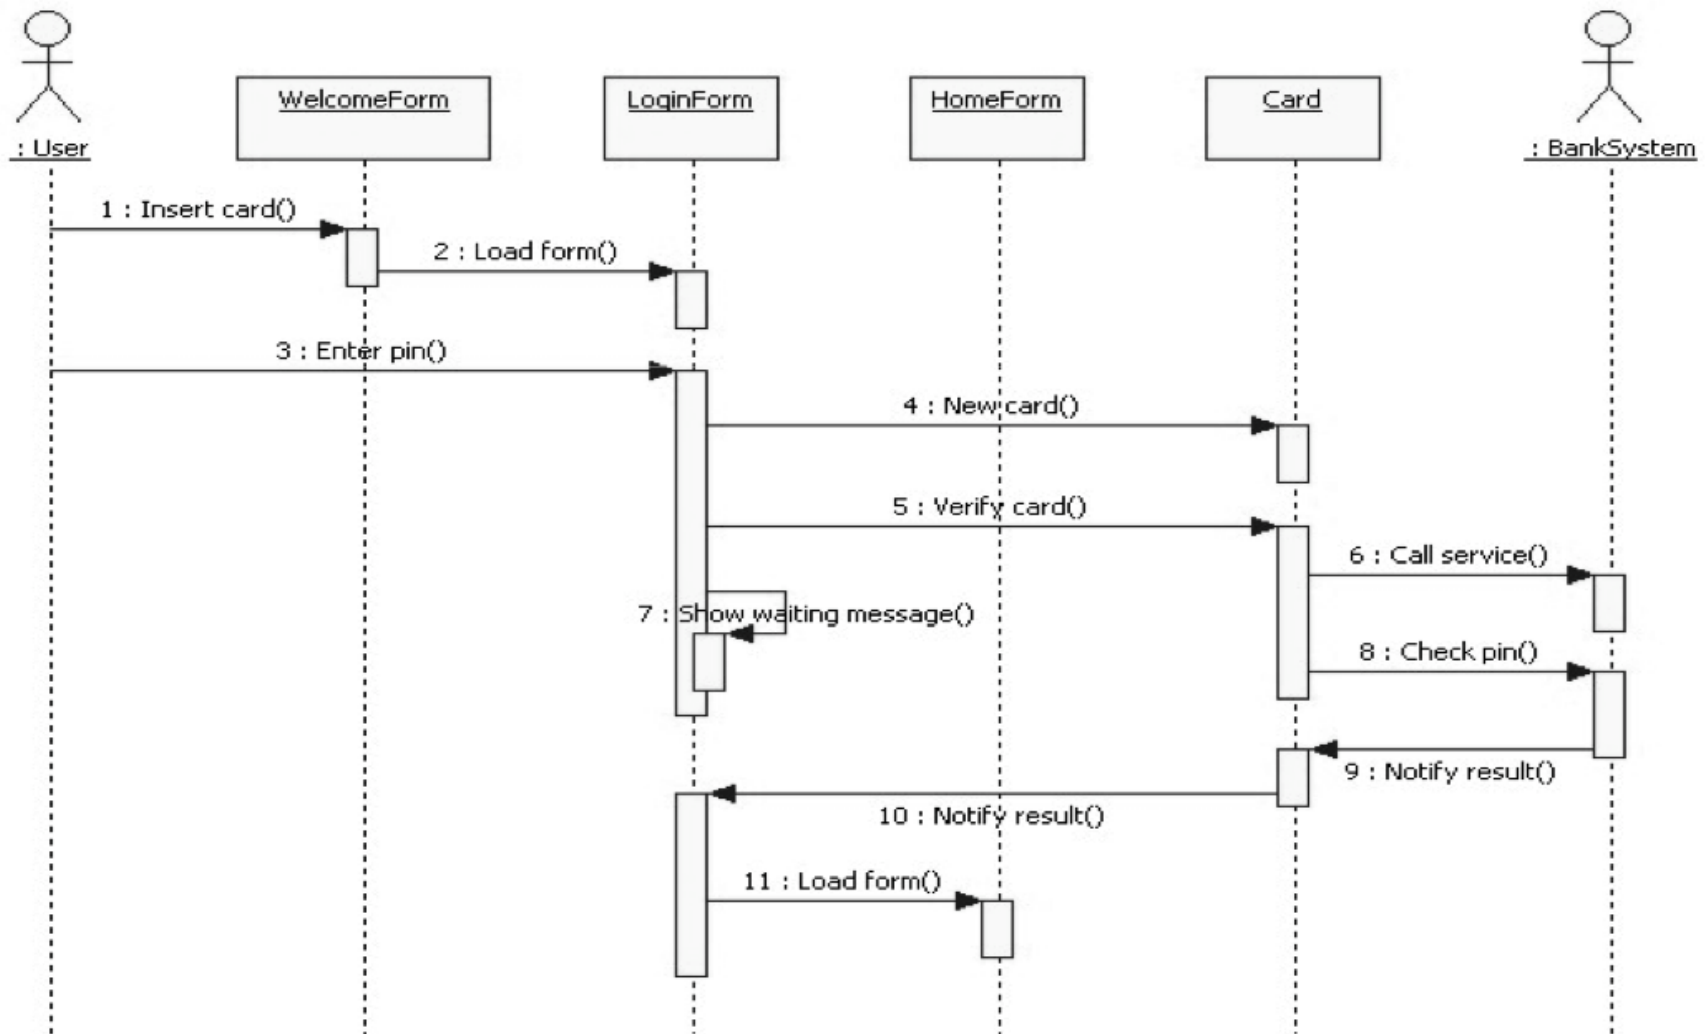 WelcomeForm
LoginForm
HomeForm
Card
: User
: BankSystem
1 : Insert card()
2 : Load form()
3 : Enter pin()
4 : New card()
5 : Verify card()
6 : Call service()
7 : Show waiting message()
8 : Check pin()
9 : Notify result()
10 : Notify result()
11 : Load form()